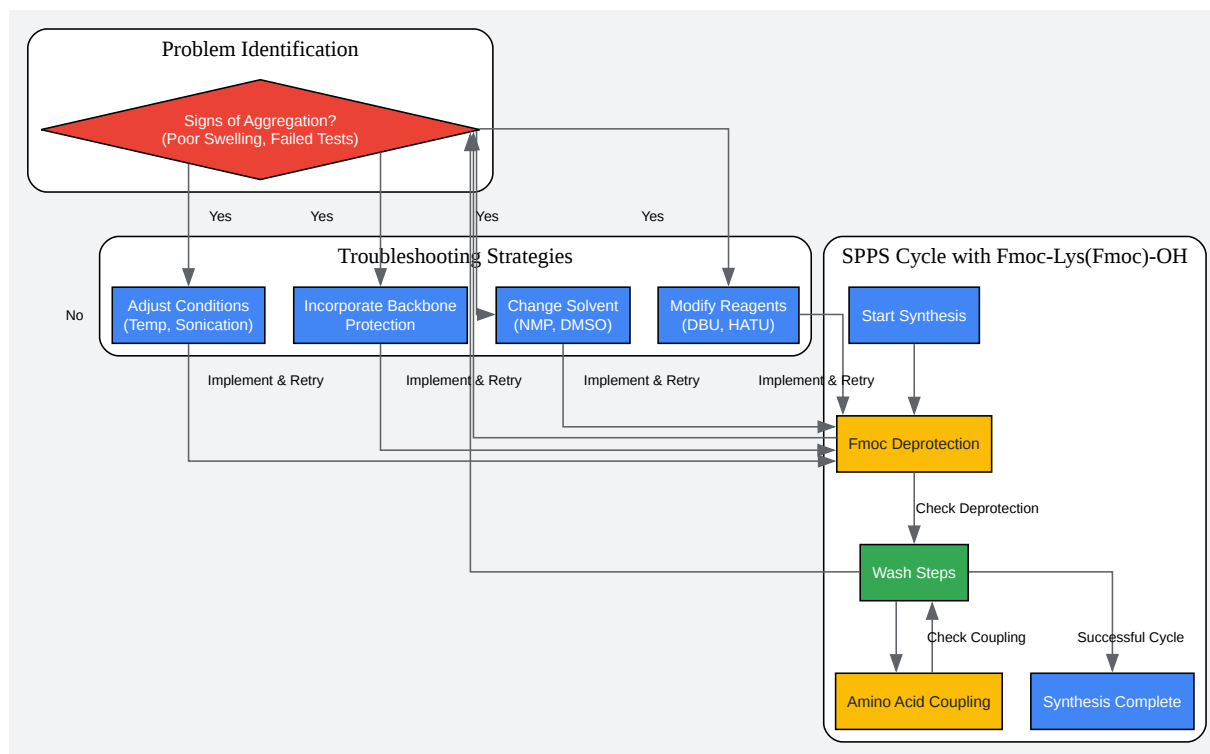 Problem Identification
Signs of Aggregation?
(Poor Swelling, Failed Tests)
Yes
Yes
Yes
Yes
Troubleshooting Strategies
SPPS Cycle with Fmoc-Lys(Fmoc)-OH
No
Adjust Conditions
(Temp, Sonication)
Incorporate Backbone
Protection
Change Solvent
(NMP, DMSO)
Modify Reagents
(DBU, HATU)
Start Synthesis
Implement & Retry
Implement & Retry
Implement & Retry
Implement & Retry
Fmoc Deprotection
Check Deprotection
Wash Steps
Check Coupling
Successful Cycle
Amino Acid Coupling
Synthesis Complete